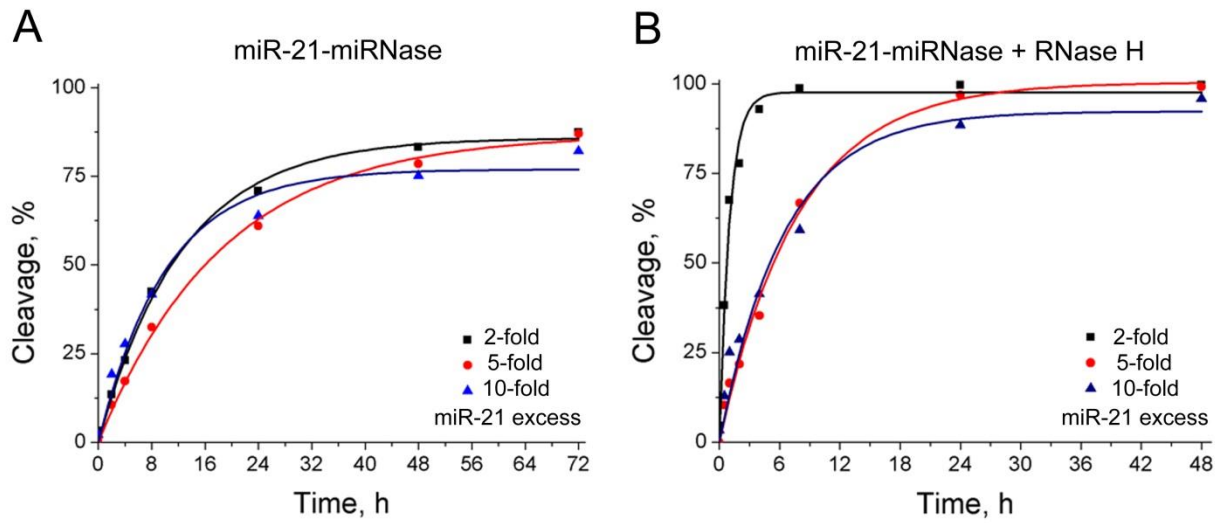 A
miR-21-miRNase
Cleavage, %
100
75
50
25
0
0 8 16 24 32 40 48 56 64 72
Time, h
2-fold
5-fold
10-fold
miR-21 excess
B
miR-21-miRNase + RNase H
Cleavage, %
100
75
50
25
0
0 6 12 18 24 30 36 42 48
Time, h
2-fold
5-fold
10-fold
miR-21 excess